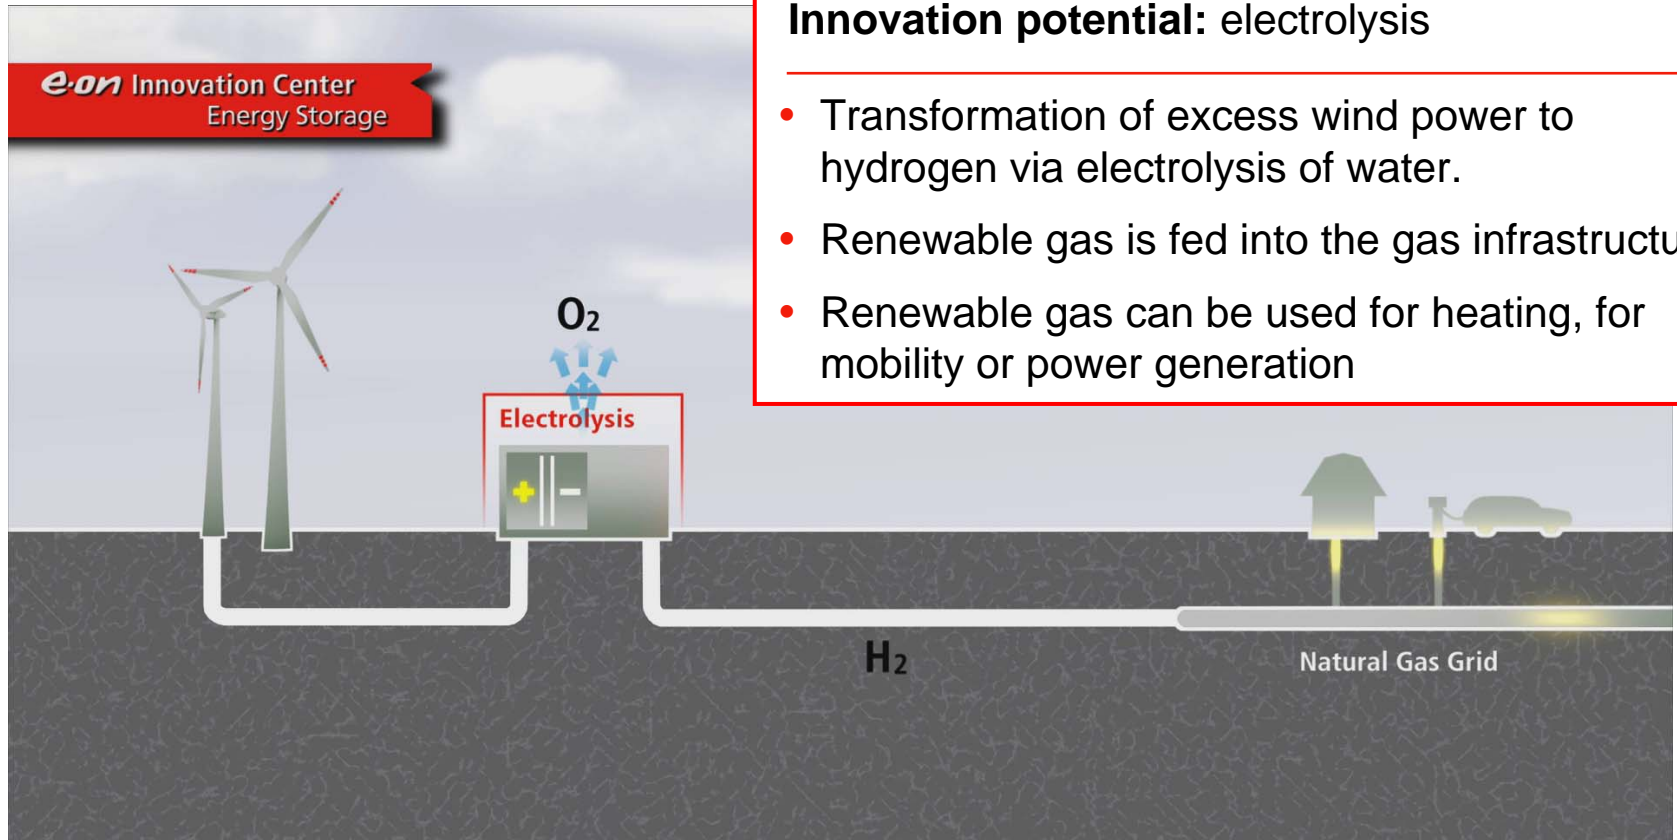 Innovation potential: electrolysis
e·on Innovation Center
Energy Storage
• Transformation of excess wind power to
hydrogen via electrolysis of water.
• Renewable gas is fed into the gas
• Renewable gas can be used for heating, for
mobility or power generation
O₂
Electrolysis
+ −
H₂
Natural Gas Grid